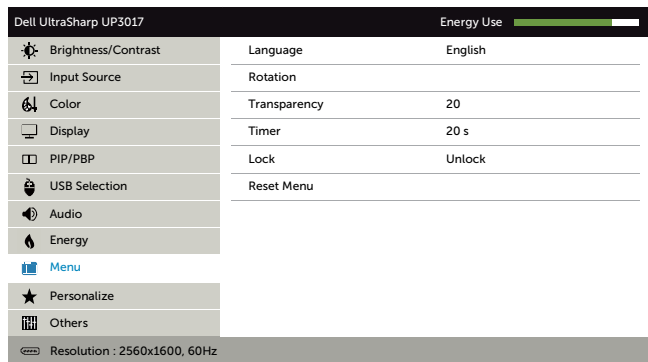 Dell UltraSharp UP3017 Energy Use
Brightness/Contrast Language English
Input Source Rotation
Color Transparency 20
Display Timer 20 s
PIP/PBP Lock Unlock
USB Selection Reset Menu
Audio
Energy
Menu
Personalize
Others
Resolution : 2560x1600, 60Hz